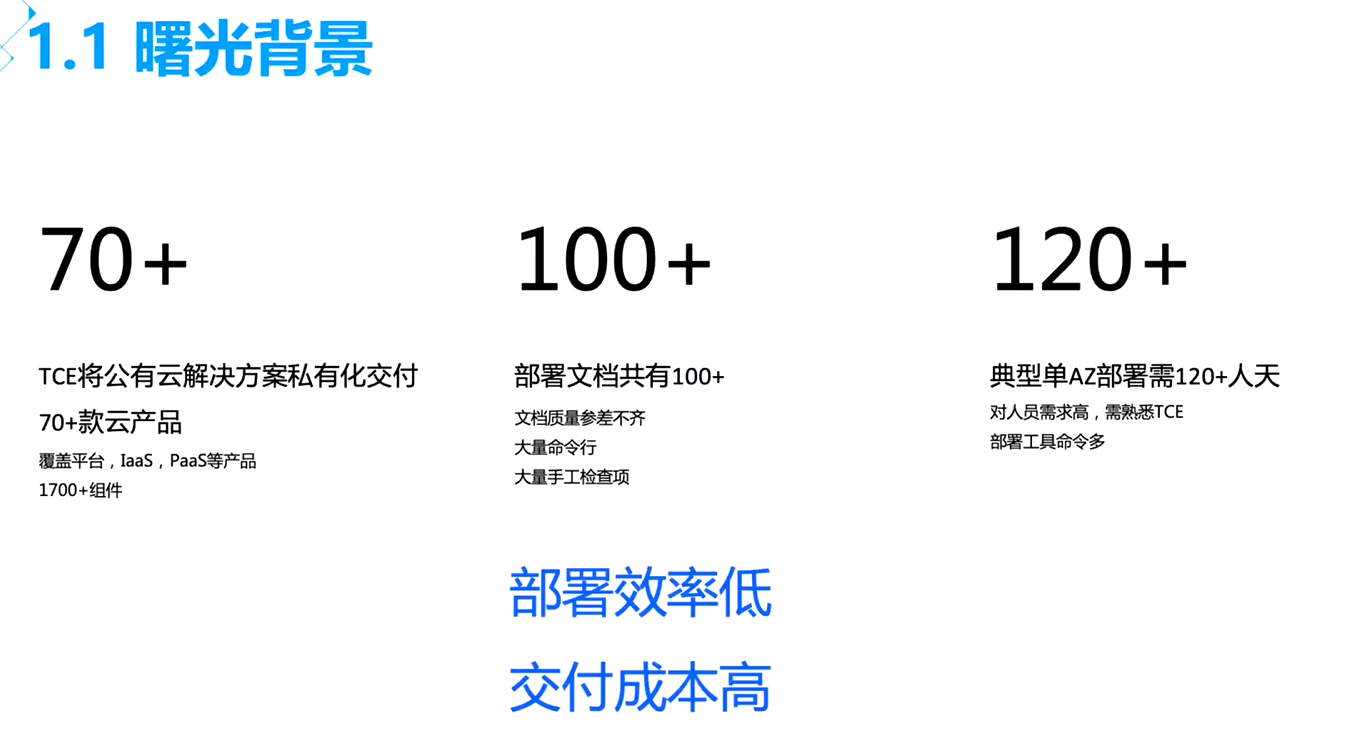 1.1 曙光背景
70+
TCE将公有云解决方案私有化交付
70+款云产品
覆盖平台，IaaS，PaaS等产品
1700+组件
100+
部署文档共有100+
文档质量参差不齐
大量命令行
大量手工检查项
120+
典型单AZ部署需120+人天
对人员需求高，需熟悉TCE
部署工具命令多
部署效率低
交付成本高